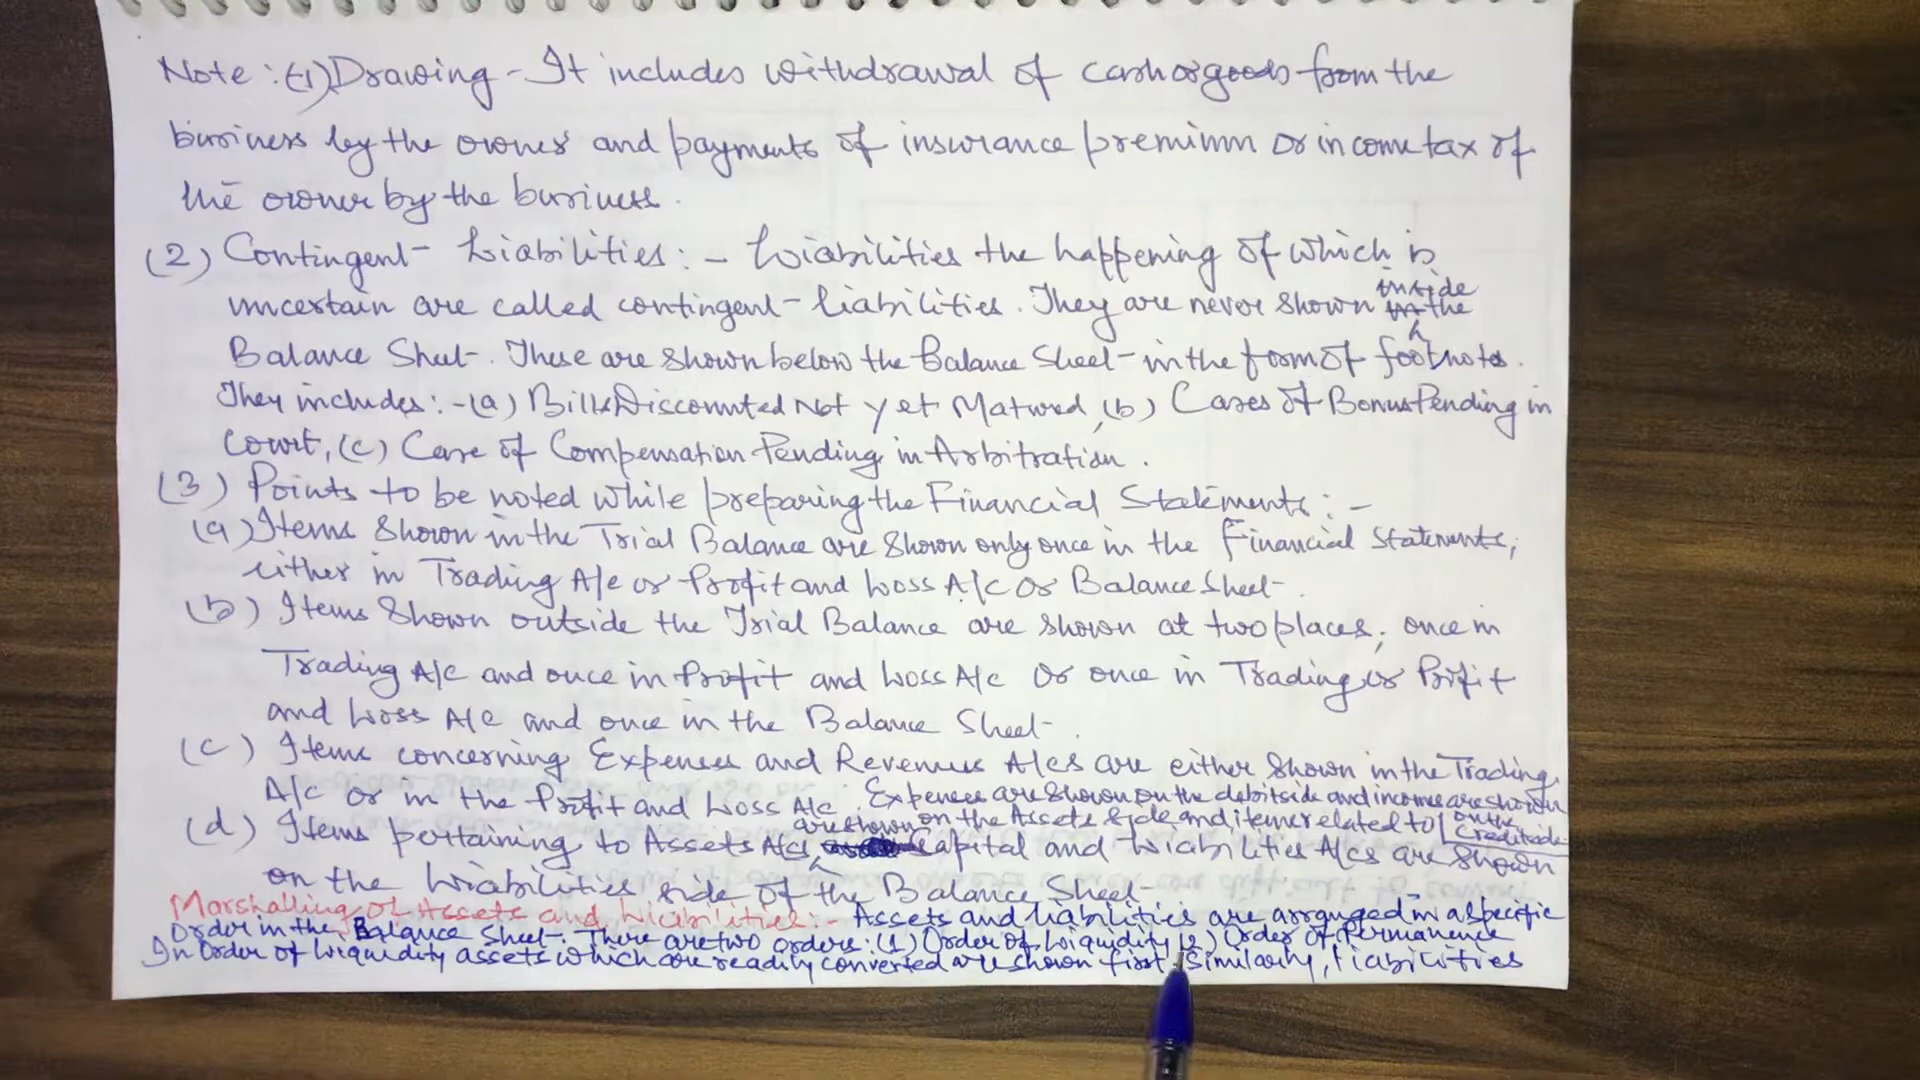 Note :- (1) Drawing - It includes withdrawal of cash or goods from the
business by the owner and payments of insurance premium or income tax of
the owner by the business.
(2) Contingent Liabilities :- Liabilities the happening of which is
uncertain are called contingent liabilities. They are never shown inside the
Balance Sheet. These are shown below the Balance Sheet in the form of footnotes.
They includes :- (a) Bills Discounted Not yet Matured, (b) Cases of Bonus Pending in
Court, (c) Case of Compensation Pending in Arbitration.
(3) Points to be noted while preparing the Financial Statements :-
(a) Items shown in the Trial Balance are shown only once in the Financial Statements,
either in Trading A/c or Profit and Loss A/c or Balance Sheet.
(b) Items shown outside the Trial Balance are shown at two places; once in
Trading A/c and once in Profit and Loss A/c or once in Trading or Profit
and Loss A/c and once in the Balance Sheet.
(c) Items concerning Expenses and Revenues A/cs are either shown in the Trading
A/c or in the Profit and Loss A/c. Expenses are shown on the debit side and incomes are shown
on the Credit side
(d) Items pertaining to Assets A/cs, are shown on the Assets side and items related to Capital and Liabilities A/cs are shown
on the Liabilities side of the Balance Sheet.
Marshalling of Assets and Liabilities :- Assets and liabilities are arranged in a specific
order in the Balance Sheet. There are two orders: (1) Order of Liquidity (2) Order of Permanence
In Order of Liquidity assets which are readily converted are shown first. Similarly, liabilities